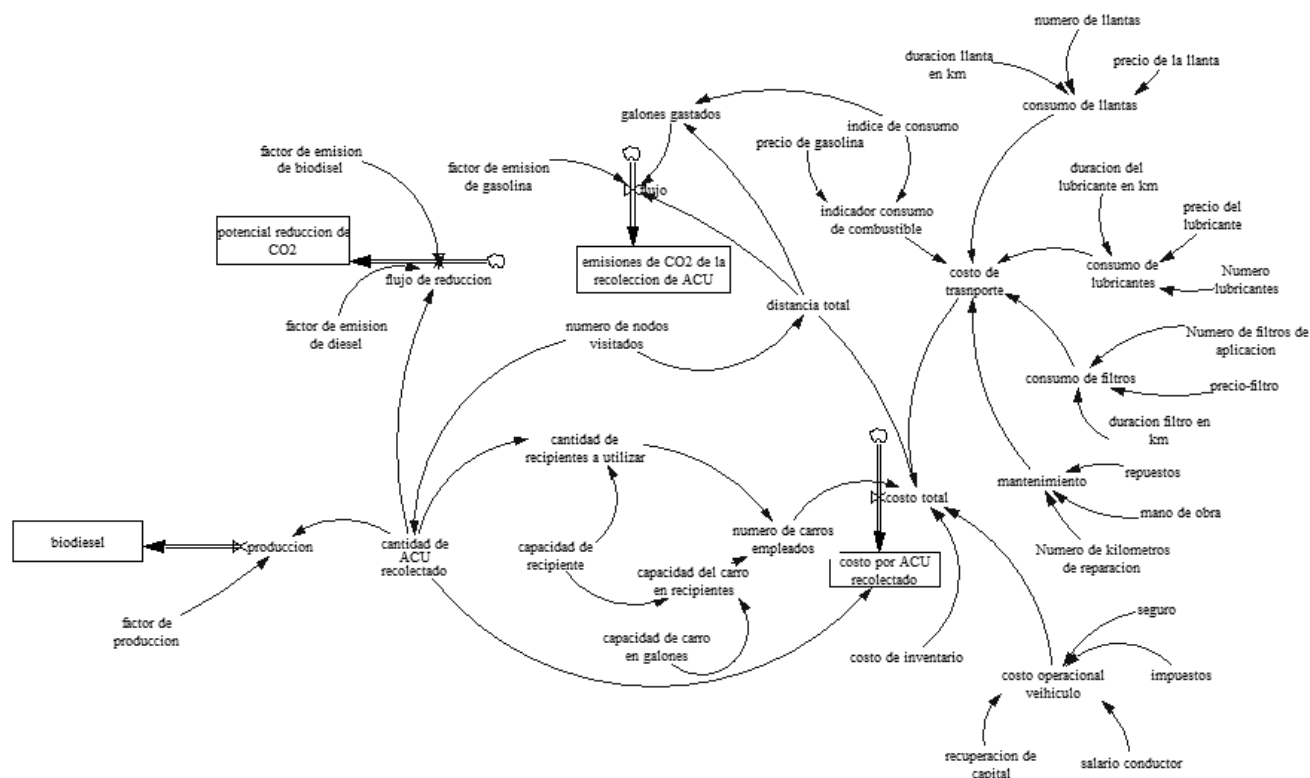 numero de llantas
duracion llanta
en km
precio de la llanta
consumo de llantas
galones gastados
indice de consumo
precio de gasolina
factor de emision
de biodisel
factor de emision
de gasolina
flujo
duracion del
lubricante en km
precio del
lubricante
indicador consumo
de combustible
potencial reduccion de
CO2
flujo de reduccion
emisiones de CO2 de la
recoleccion de ACU
costo de
trasnporte
consumo de
lubricantes
Numero
lubricantes
distancia total
factor de emision
de diesel
numero de nodos
visitados
Numero de filtros de
aplicacion
consumo de filtros
precio-filtro
duracion filtro en
km
cantidad de
recipientes a utilizar
repuestos
mantenimiento
costo total
mano de obra
biodiesel
produccion
cantidad de
ACU
recolectado
numero de carros
empleados
capacidad de
recipiente
capacidad del carro
en recipientes
costo por ACU
recolectado
Numero de kilometros
de reparacion
factor de
produccion
capacidad de carro
en galones
costo de inventario
seguro
costo operacional
veihiculo
impuestos
recuperacion de
capital
salario conductor